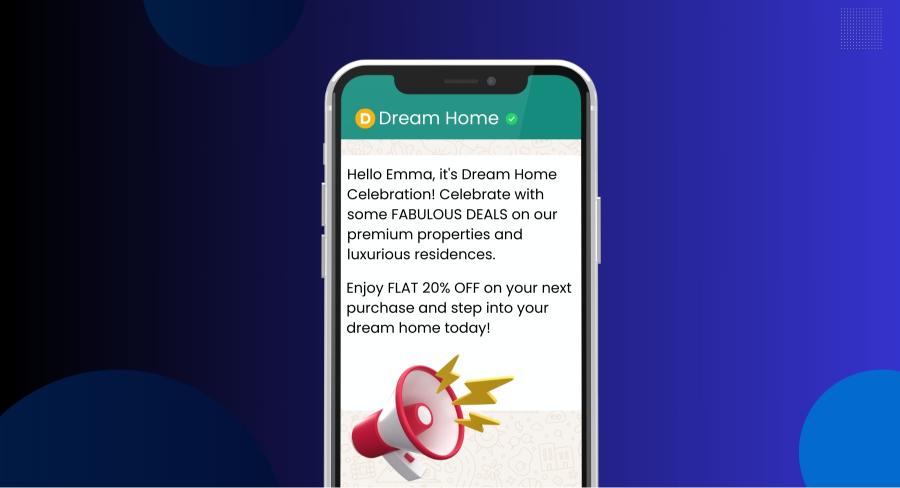 D Dream Home
Hello Emma, it's Dream Home
Celebration! Celebrate with
some FABULOUS DEALS on our
premium properties and
luxurious residences.
Enjoy FLAT 20% OFF on your next
purchase and step into your
dream home today!